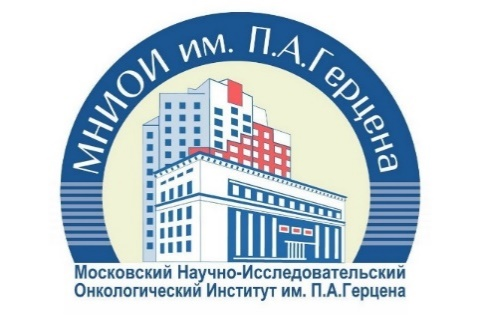 МНИОИ им. П.А.Герцена
Московский Научно-Исследовательский
Онкологический Институт им. П.А.Герцена